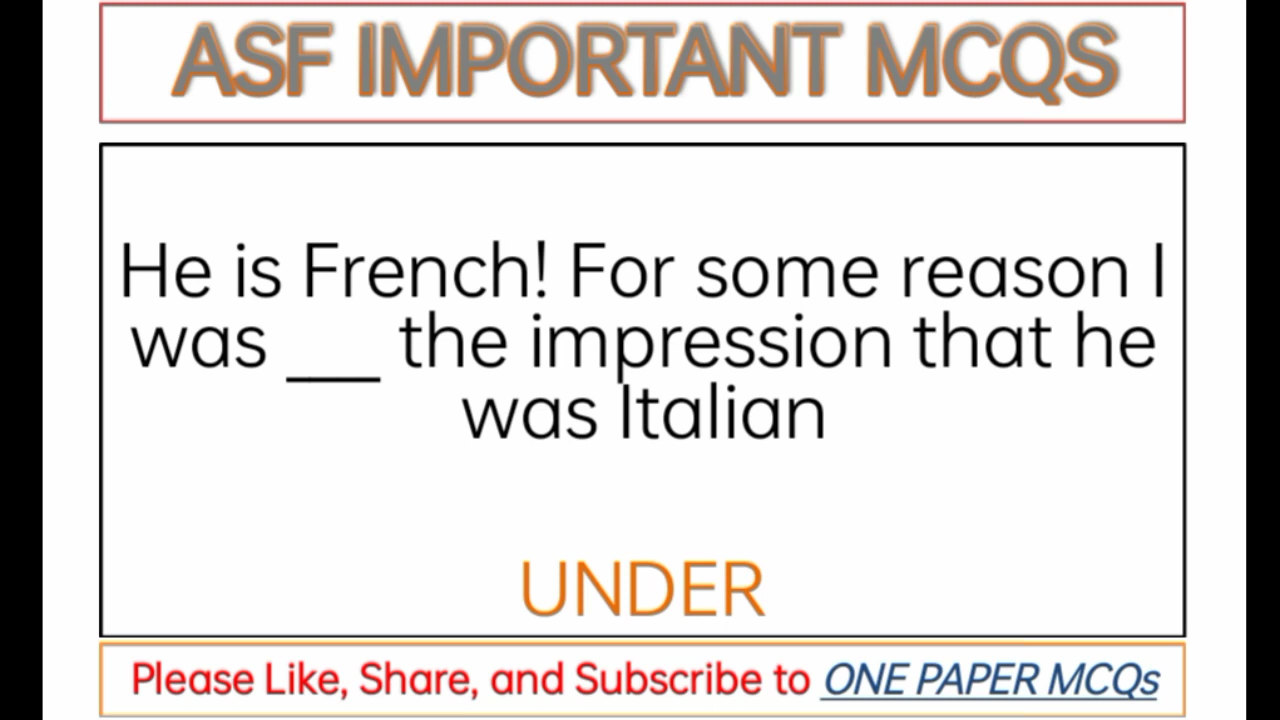 ASF IMPORTANT MCQS
He is French! For some reason I
was ___ the impression that he
was Italian
UNDER
Please Like, Share, and Subscribe to ONE PAPER MCQs